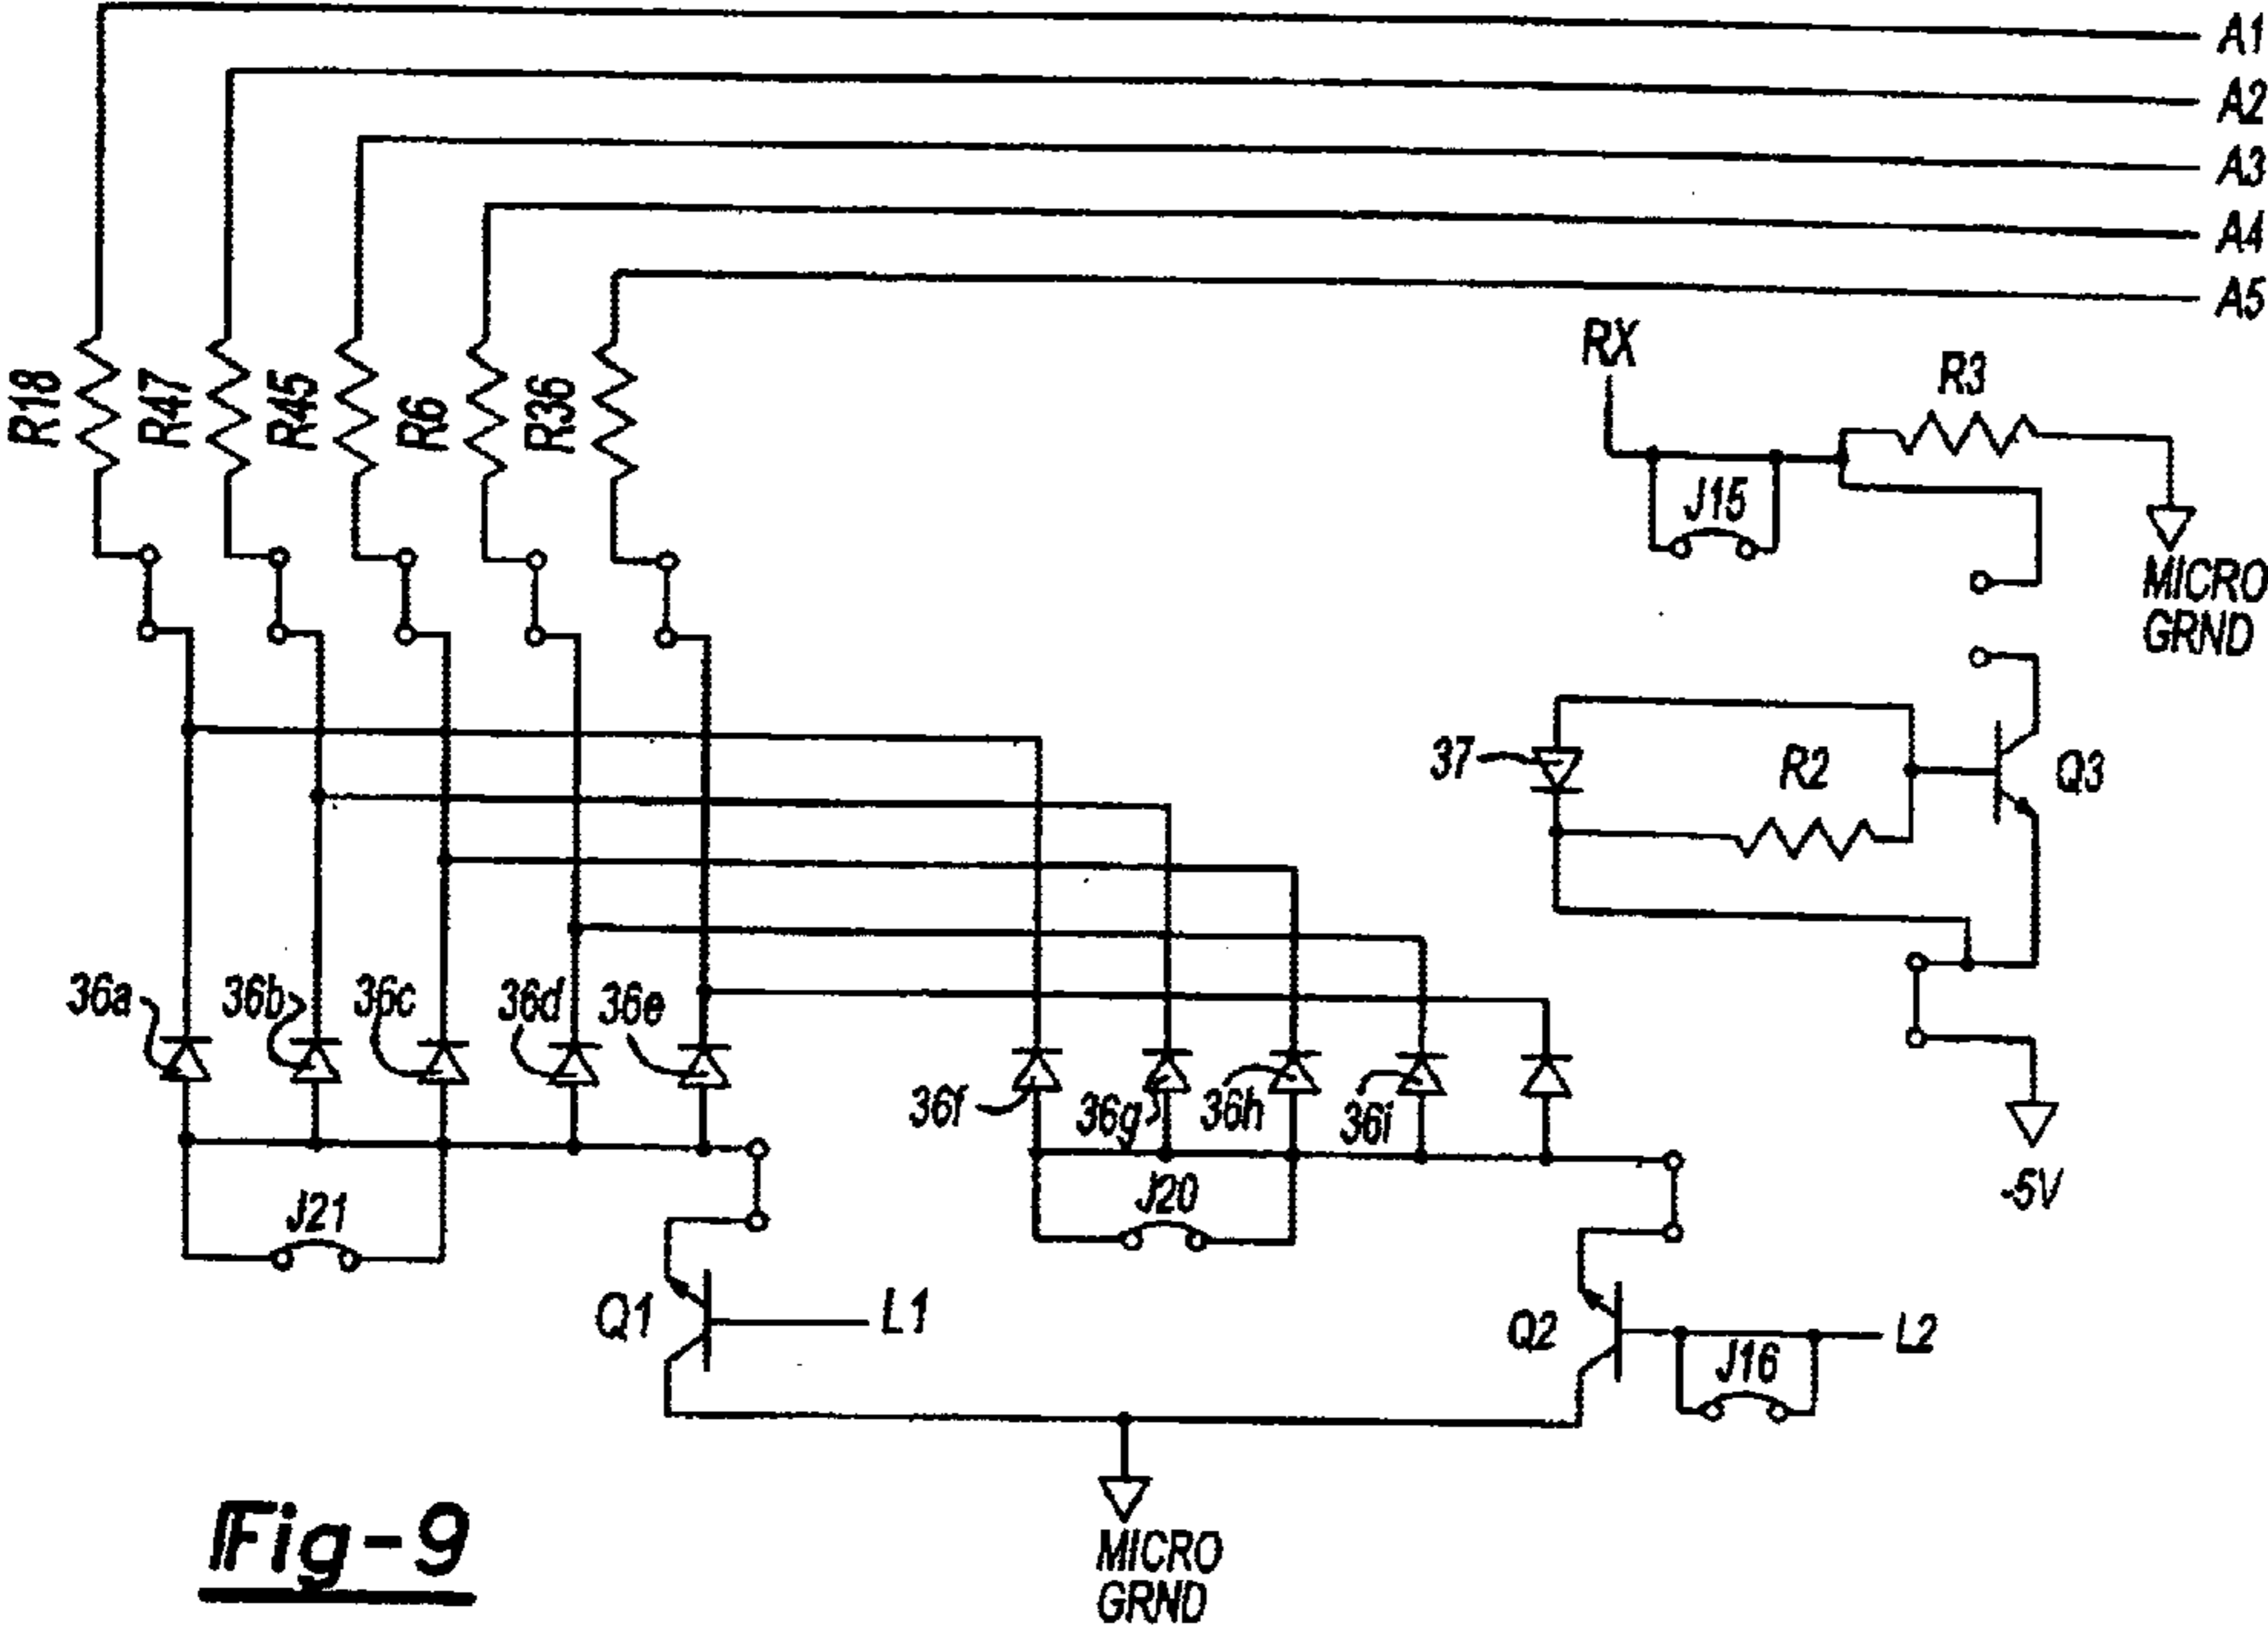 A1
A2
A3
A4
A5
R18
R47
R45
R6
R36
RX
R3
J15
MICRO
GRND
37
R2
Q3
36a
36b
36c
36d
36e
36f
36g
36h
36i
J21
J20
-5V
Q1
L1
Q2
J16
L2
MICRO
GRND
Fig-9